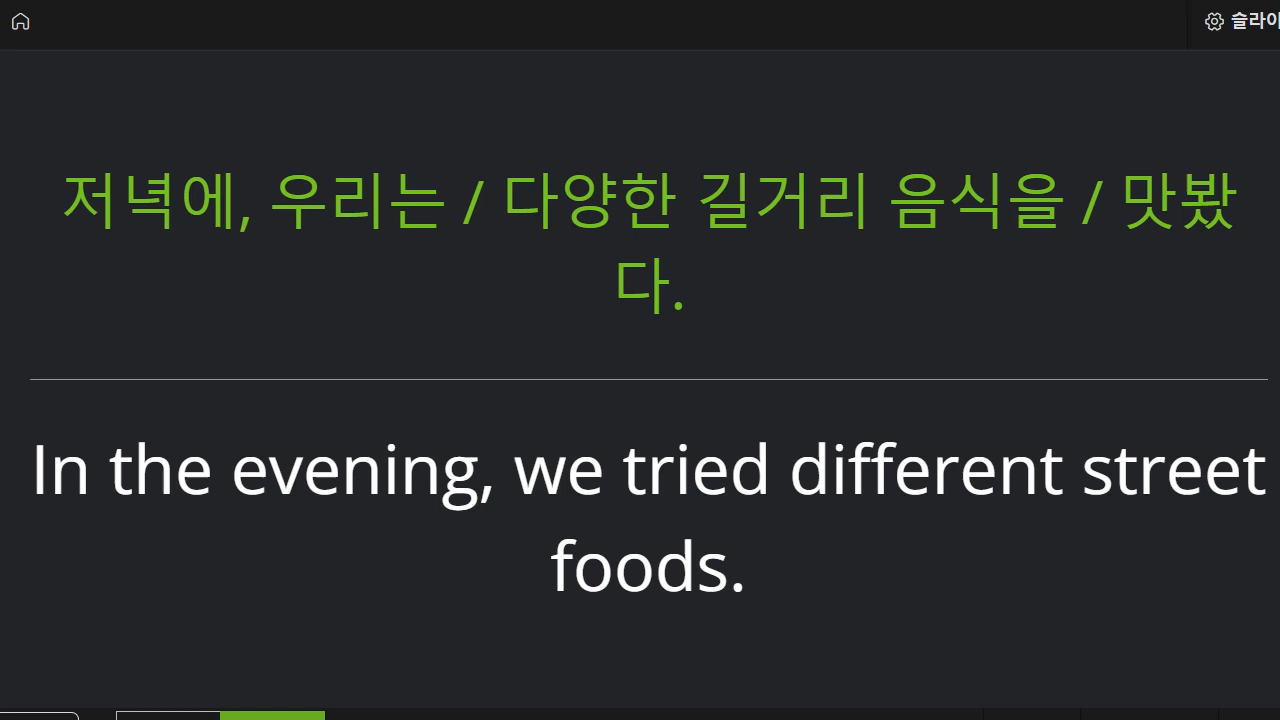 슬라이
저녁에, 우리는 / 다양한 길거리 음식을 / 맛봤
다.
In the evening, we tried different street
foods.